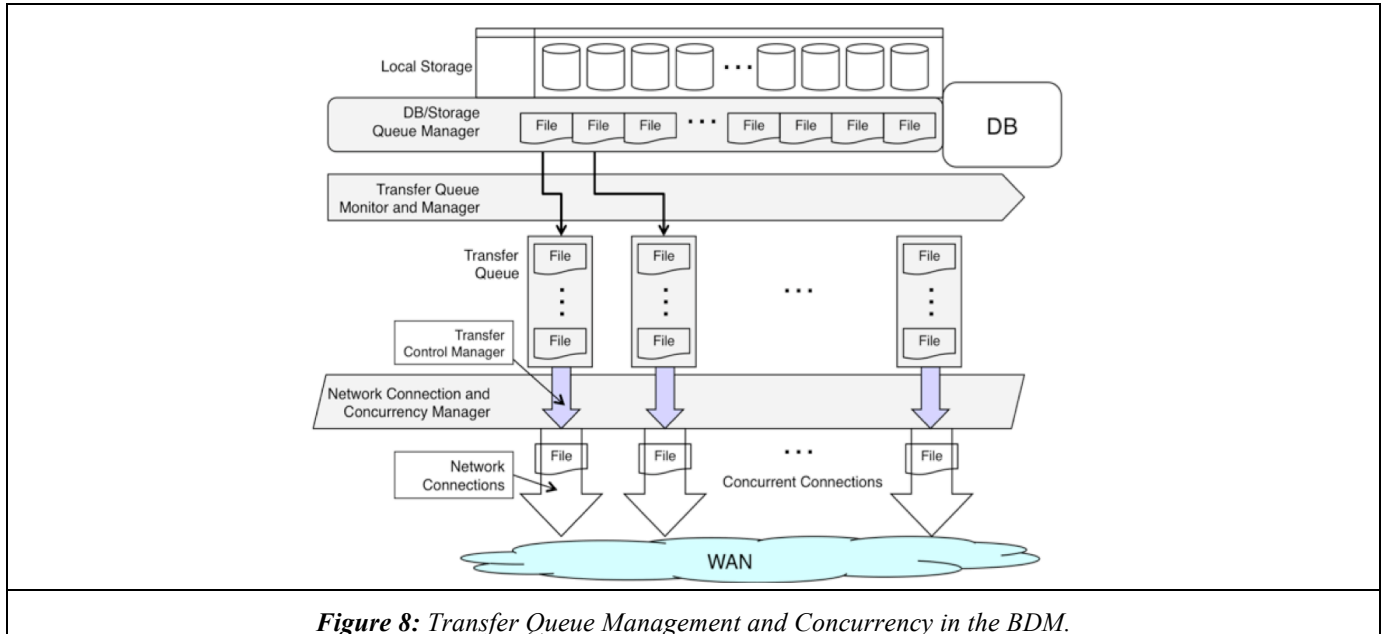 Local Storage
···
DB/Storage
Queue Manager
File File File ··· File File File File
DB
Transfer Queue
Monitor and Manager
Transfer
Queue
File File ··· File
Transfer
Control Manager
File File File
Network Connection and
Concurrency Manager
File File ··· File
Network
Connections
Concurrent Connections
WAN
Figure 8: Transfer Queue Management and Concurrency in the BDM.